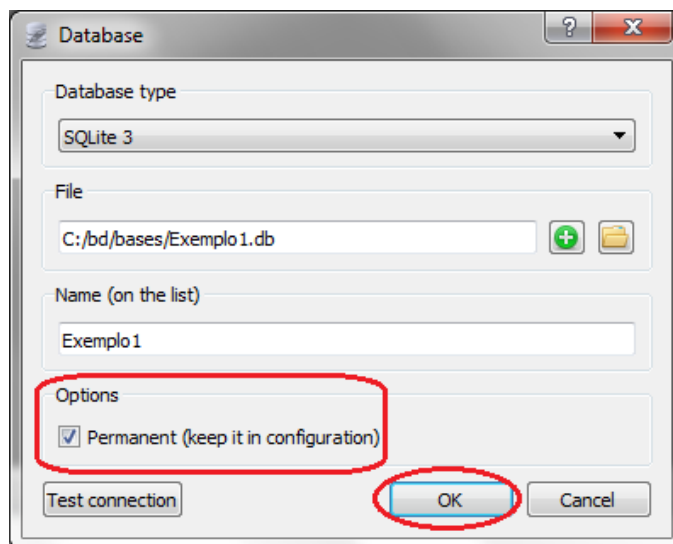 Database
Database type
SQLite 3
File
C:/bd/bases/Exemplo1.db
Name (on the list)
Exemplo1
Options
Permanent (keep it in configuration)
Test connection
OK
Cancel